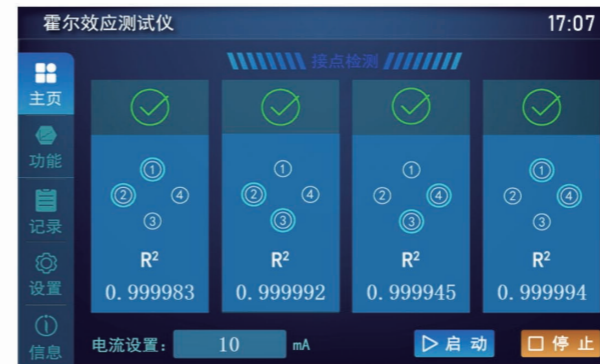 霍尔效应测试仪 17:07
接点检测
主页
功能
记录
设置
信息
① ② ④ ③
① ② ④ ③
① ② ④ ③
① ② ④ ③
R² R² R² R²
0.999983 0.999992 0.999945 0.999994
电流设置： 10 mA 启动 停止